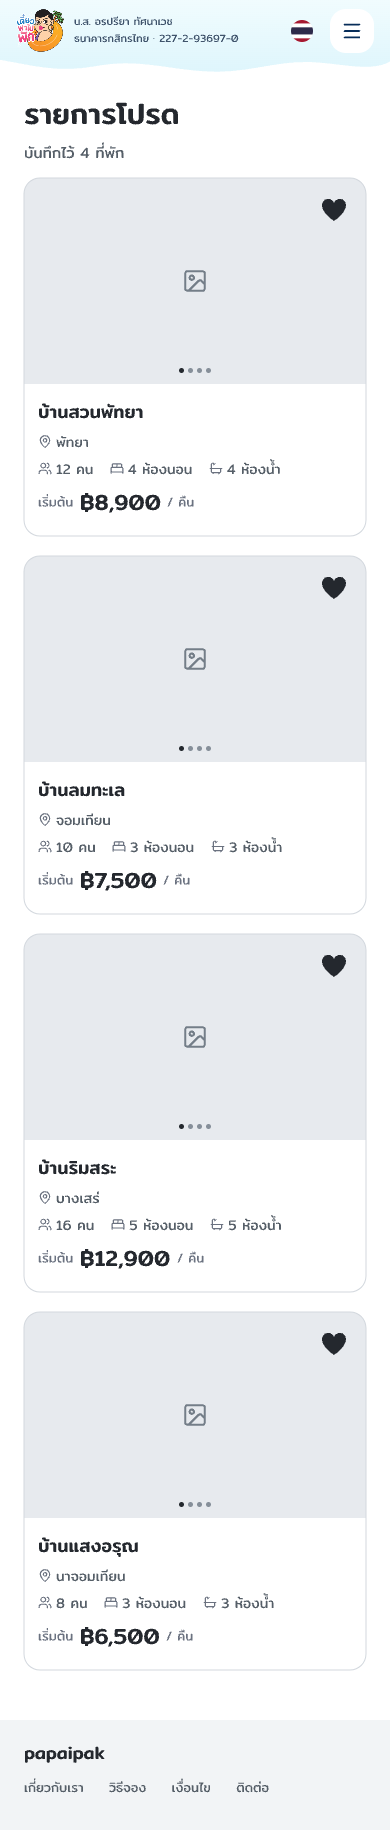 เที่ยว
พาไป
พัก
น.ส. อรปรียา ทัศนาเวช
ธนาคารกสิกรไทย · 227-2-93697-0
รายการโปรด
บันทึกไว้ 4 ที่พัก
บ้านสวนพัทยา
พัทยา
12 คน 4 ห้องนอน 4 ห้องน้ำ
เริ่มต้น ฿8,900 / คืน
บ้านลมทะเล
จอมเทียน
10 คน 3 ห้องนอน 3 ห้องน้ำ
เริ่มต้น ฿7,500 / คืน
บ้านริมสระ
บางเสร่
16 คน 5 ห้องนอน 5 ห้องน้ำ
เริ่มต้น ฿12,900 / คืน
บ้านแสงอรุณ
นาจอมเทียน
8 คน 3 ห้องนอน 3 ห้องน้ำ
เริ่มต้น ฿6,500 / คืน
papaipak
เกี่ยวกับเรา วิธีจอง เงื่อนไข ติดต่อ